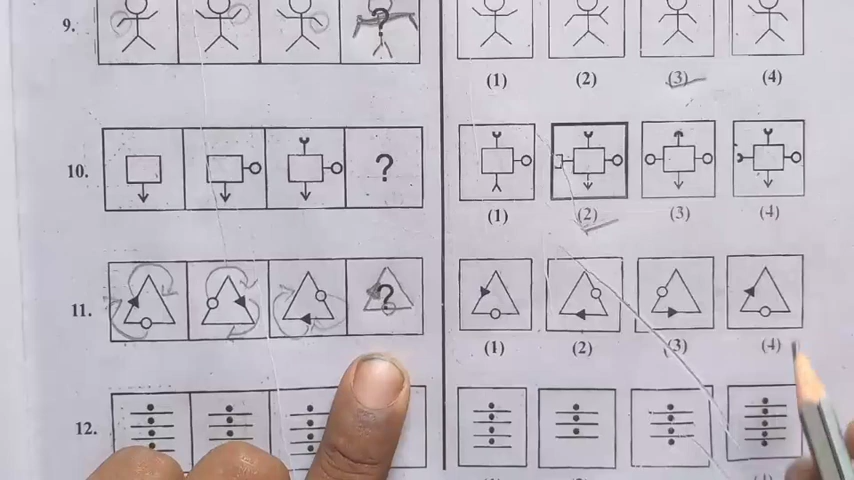 9.
?
(1) (2) (3) (4)
10.
?
(1) (2) (3) (4)
11.
?
(1) (2) (3) (4)
12.